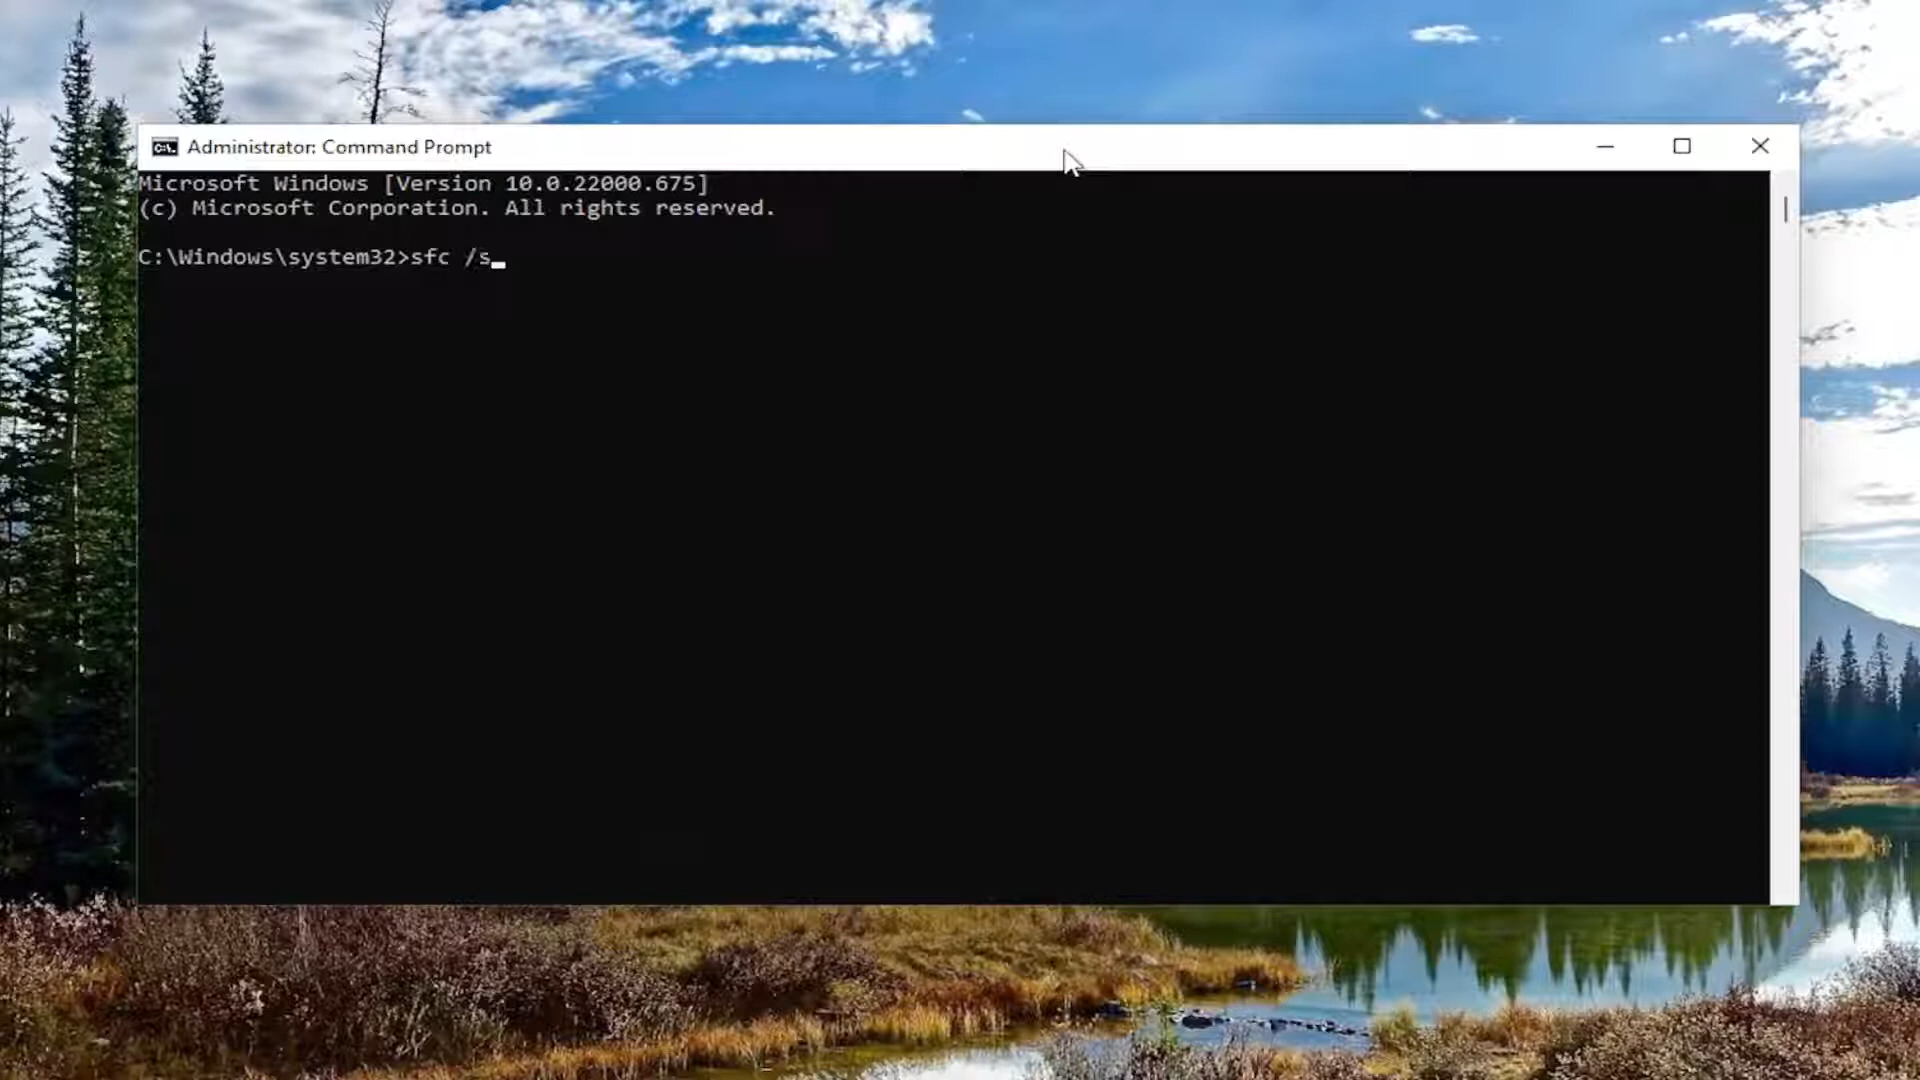 Administrator: Command Prompt
Microsoft Windows [Version 10.0.22000.675]
(c) Microsoft Corporation. All rights reserved.
C:\Windows\system32>sfc /s